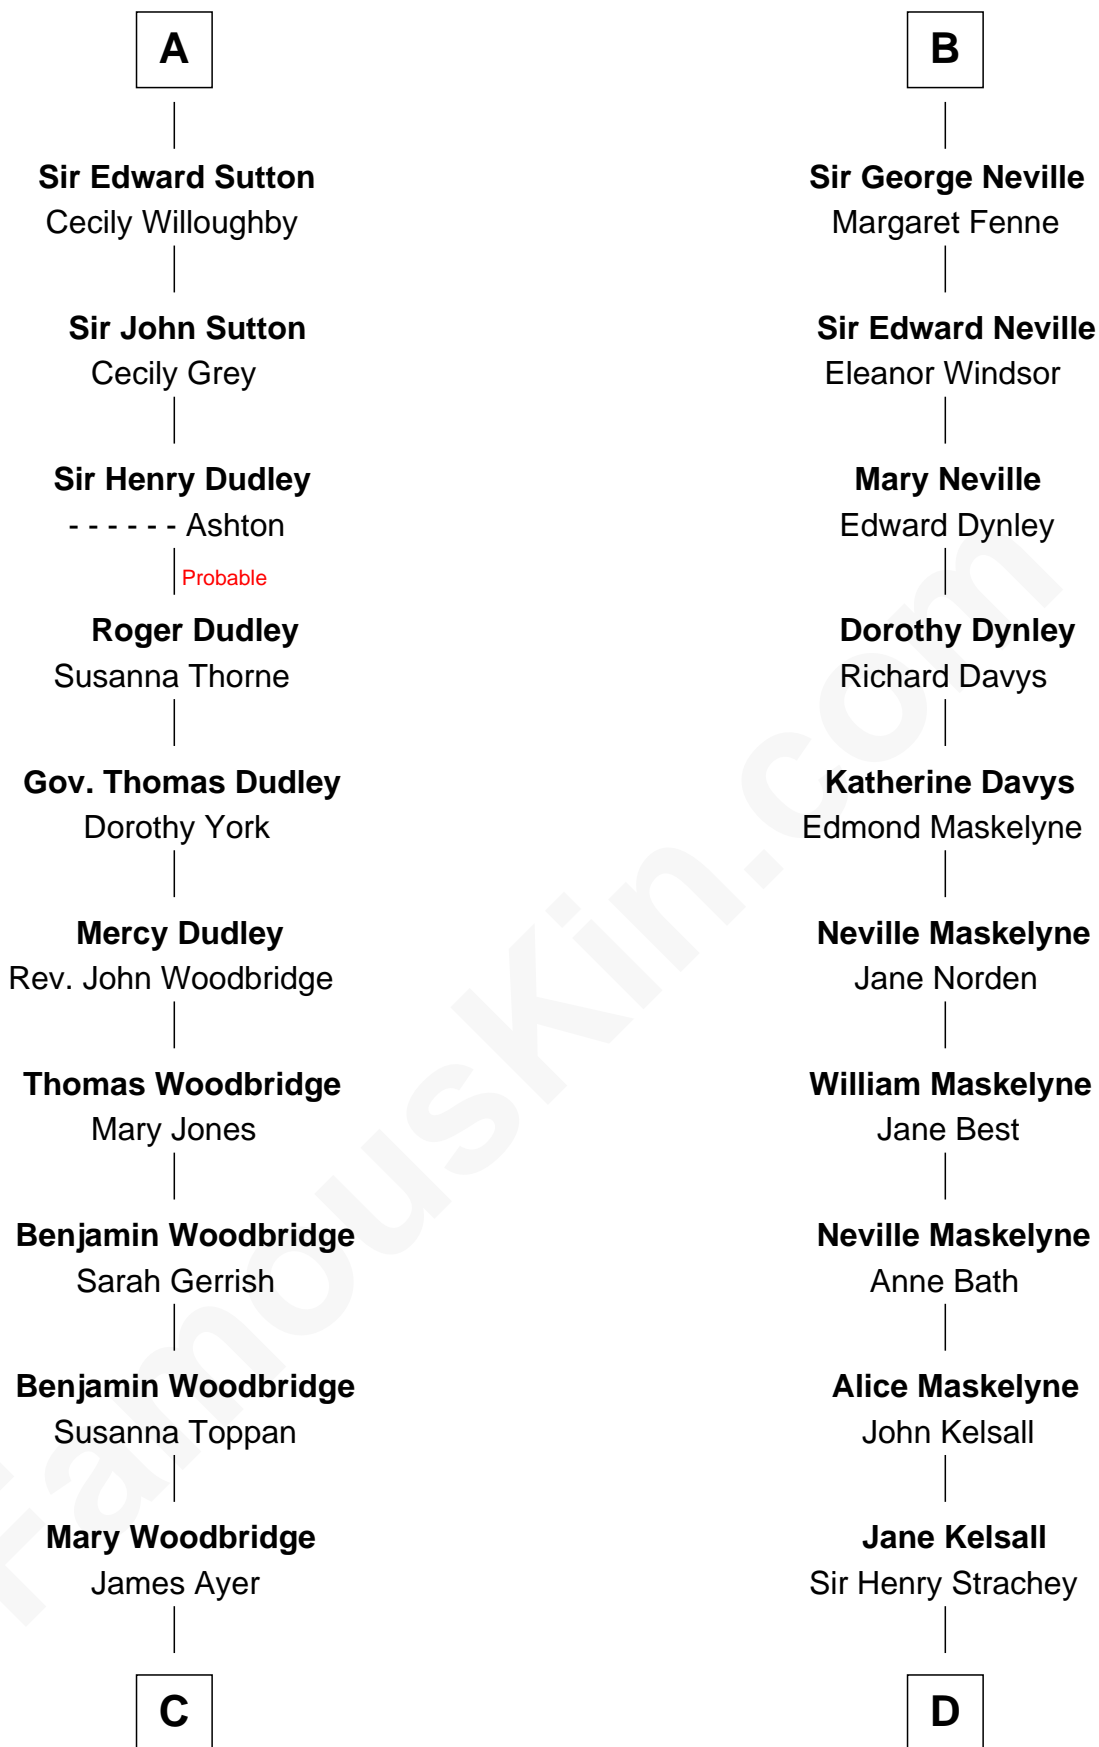 A
Sir Edward Sutton
Cecily Willoughby
Sir John Sutton
Cecily Grey
Sir Henry Dudley
- - - - - - Ashton
Probable
Roger Dudley
Susanna Thorne
Gov. Thomas Dudley
Dorothy York
Mercy Dudley
Rev. John Woodbridge
Thomas Woodbridge
Mary Jones
Benjamin Woodbridge
Sarah Gerrish
Benjamin Woodbridge
Susanna Toppan
Mary Woodbridge
James Ayer
C
B
Sir George Neville
Margaret Fenne
Sir Edward Neville
Eleanor Windsor
Mary Neville
Edward Dynley
Dorothy Dynley
Richard Davys
Katherine Davys
Edmond Maskelyne
Neville Maskelyne
Jane Norden
William Maskelyne
Jane Best
Neville Maskelyne
Anne Bath
Alice Maskelyne
John Kelsall
Jane Kelsall
Sir Henry Strachey
D
FamousKin.com